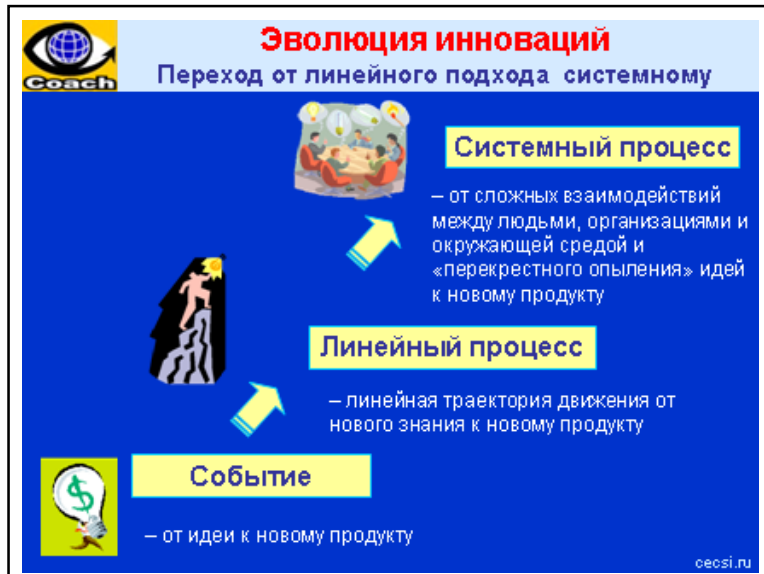 Эволюция инноваций
Переход от линейного подхода системному
Coach
Системный процесс
– от сложных взаимодействий
между людьми, организациями и
окружающей средой и
«перекрестного опыления» идей
к новому продукту
Линейный процесс
– линейная траектория движения от
нового знания к новому продукту
Событие
– от идеи к новому продукту
cecsi.ru